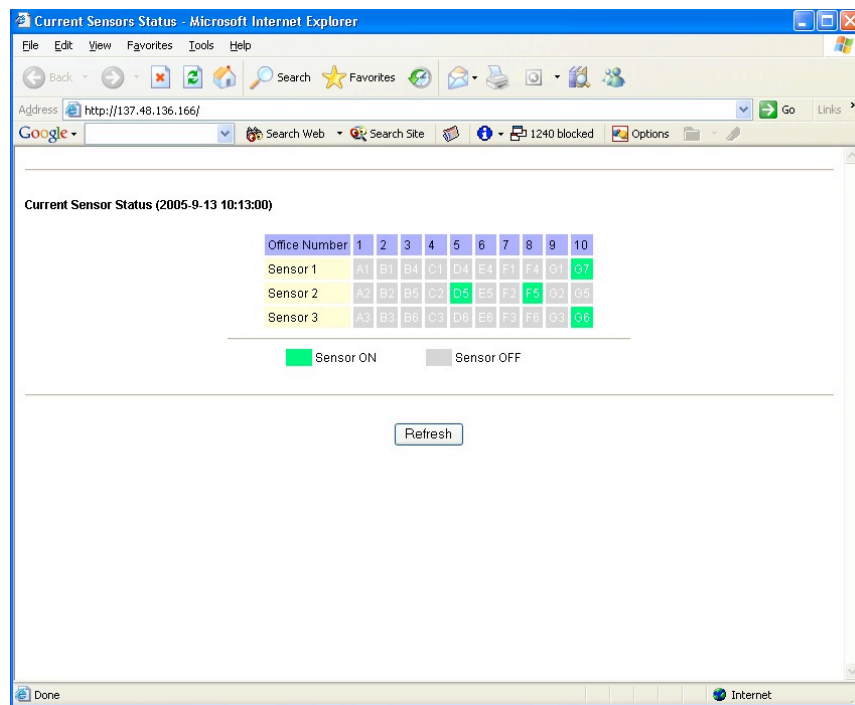 Current Sensors Status - Microsoft Internet Explorer
File Edit View Favorites Tools Help
Back Search Favorites
Address http://137.48.136.166/ Go Links
Google Search Web Search Site 1240 blocked Options
Current Sensor Status (2005-9-13 10:13:00)
Office Number 1 2 3 4 5 6 7 8 9 10
Sensor 1 A1 B1 B4 C1 D4 E4 F1 F4 G1 G7
Sensor 2 A2 B2 B5 C2 D5 E5 F2 F5 G2 G5
Sensor 3 A3 B3 B6 C3 D6 E6 F3 F6 G3 G6
Sensor ON Sensor OFF
Refresh
Done Internet